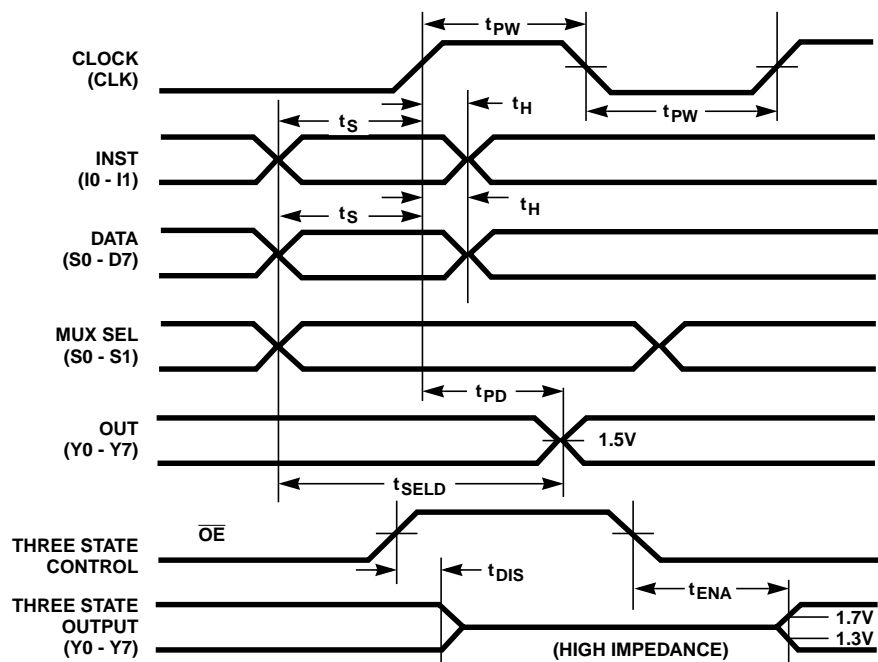 tPW
CLOCK
(CLK)
tS
tH
tPW
INST
(I0 - I1)
tS
tH
DATA
(S0 - D7)
MUX SEL
(S0 - S1)
tPD
OUT
(Y0 - Y7)
1.5V
tSELD
OE
THREE STATE
CONTROL
tDIS
tENA
THREE STATE
OUTPUT
(Y0 - Y7)
1.7V
1.3V
(HIGH IMPEDANCE)